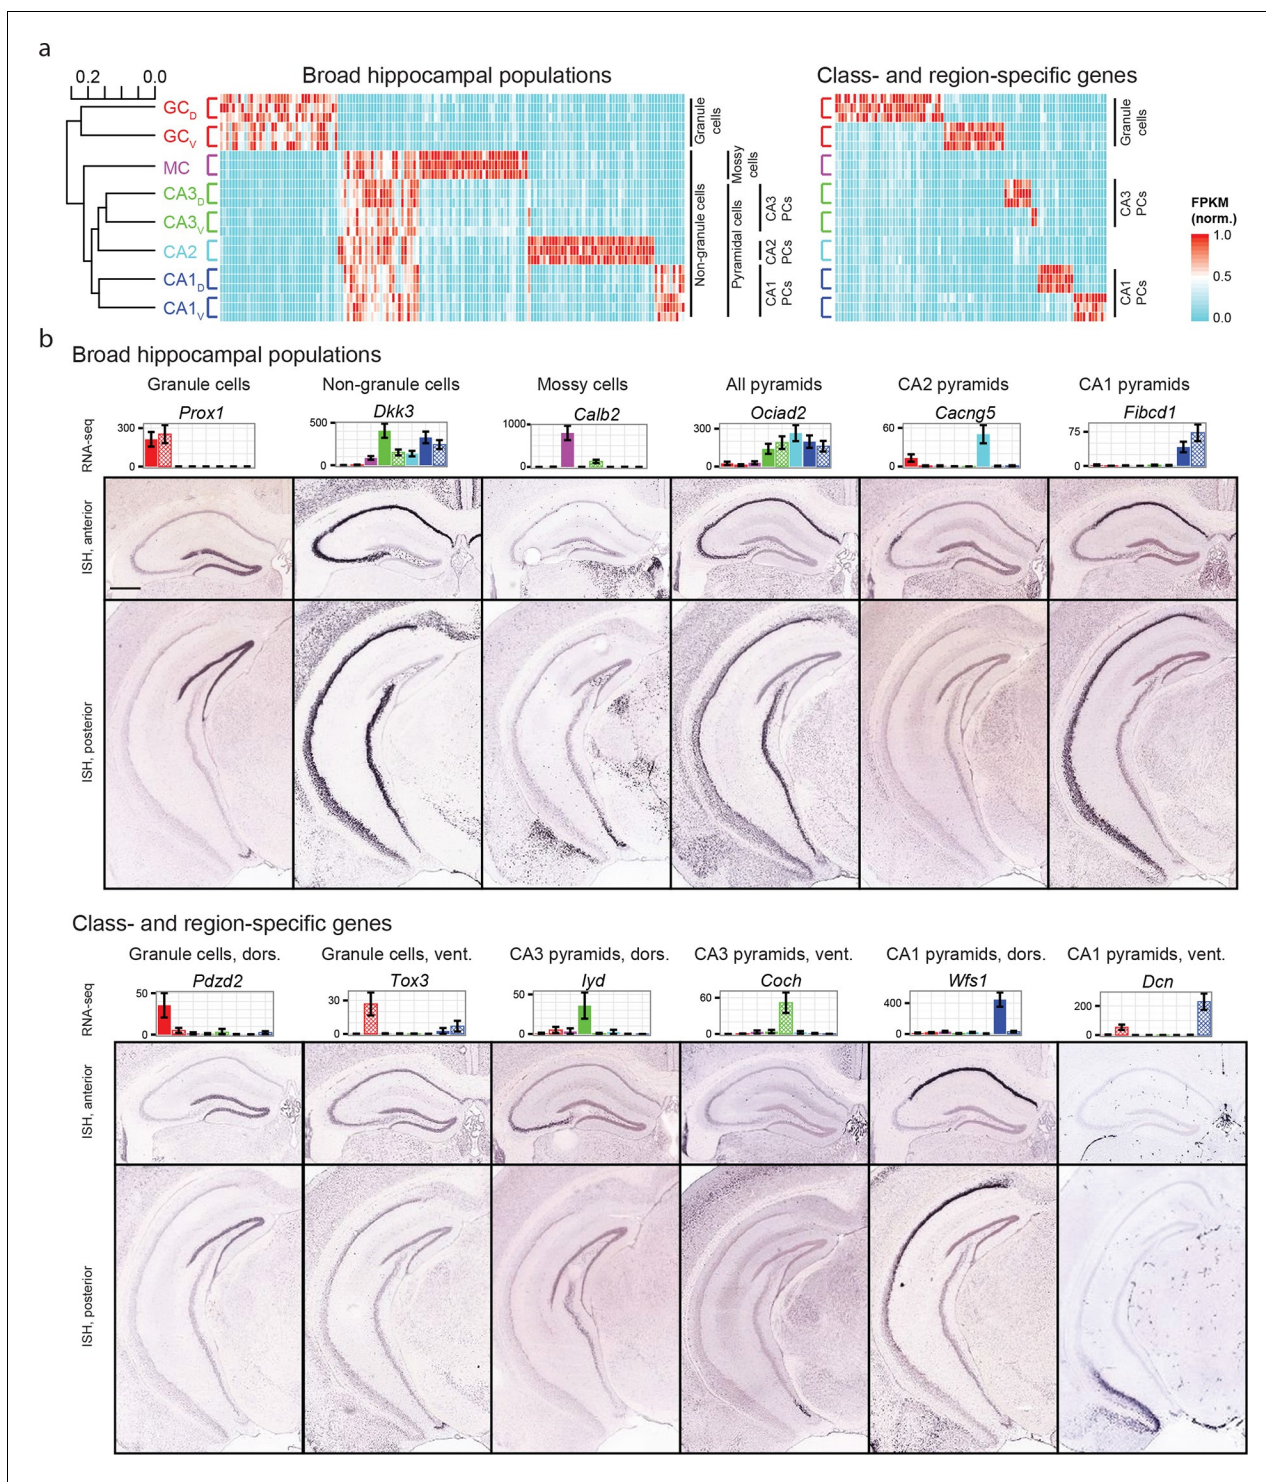 a
0.2 0.0
Broad hippocampal populations
Class- and region-specific genes
GCD
GCV
MC
CA3D
CA3V
CA2
CA1D
CA1V
Granule cells
Mossy cells
Non-granule cells
Pyramidal cells
CA3 PCs
CA2 PCs
CA1 PCs
Granule cells
CA3 PCs
CA1 PCs
FPKM
(norm.)
1.0
0.5
0.0
b
Broad hippocampal populations
Granule cells Non-granule cells Mossy cells All pyramids CA2 pyramids CA1 pyramids
Prox1 Dkk3 Calb2 Ociad2 Cacng5 Fibcd1
RNA-seq
300 500 1000 300 60 75
0 0 0 0 0 0
ISH, anterior
ISH, posterior
Class- and region-specific genes
Granule cells, dors. Granule cells, vent. CA3 pyramids, dors. CA3 pyramids, vent. CA1 pyramids, dors. CA1 pyramids, vent.
Pdzd2 Tox3 Iyd Coch Wfs1 Dcn
RNA-seq
50 30 50 60 400 200
0 0 0 0 0 0
ISH, anterior
ISH, posterior